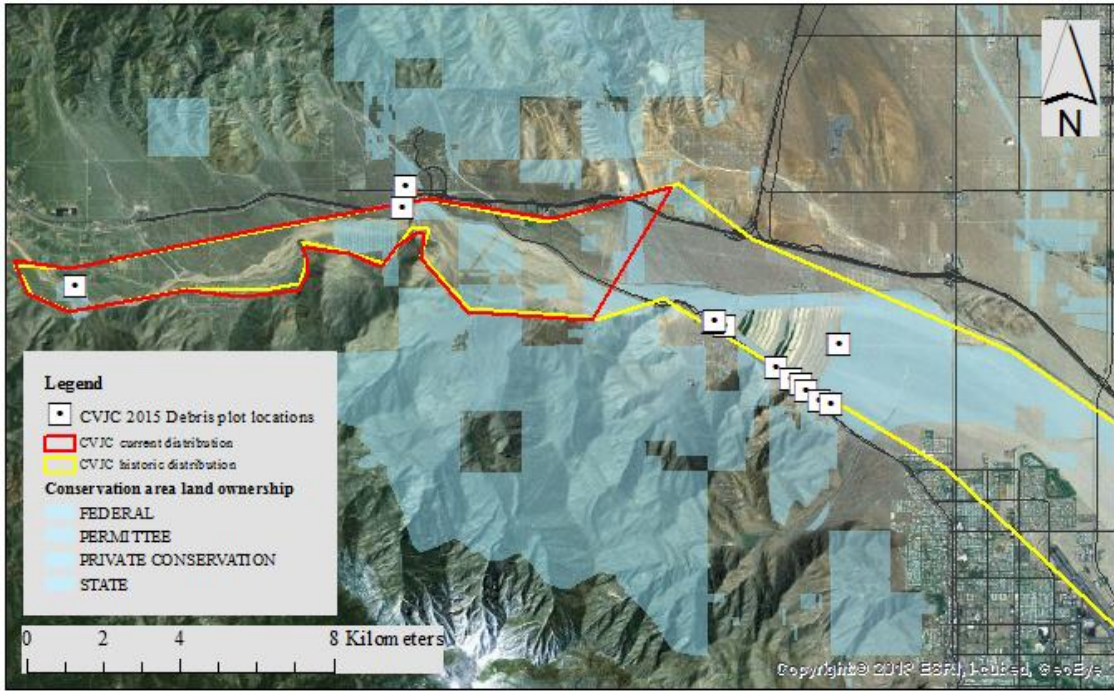 N
Legend
CVJC 2015 Debris plot locations
CVJC current distribution
CVJC historic distribution
Conservation area land ownership
FEDERAL
PERMITTEE
PRIVATE CONSERVATION
STATE
0 2 4 8 Kilometers
Copyright:© 2013 ESRI, i-cubed, GeoEye